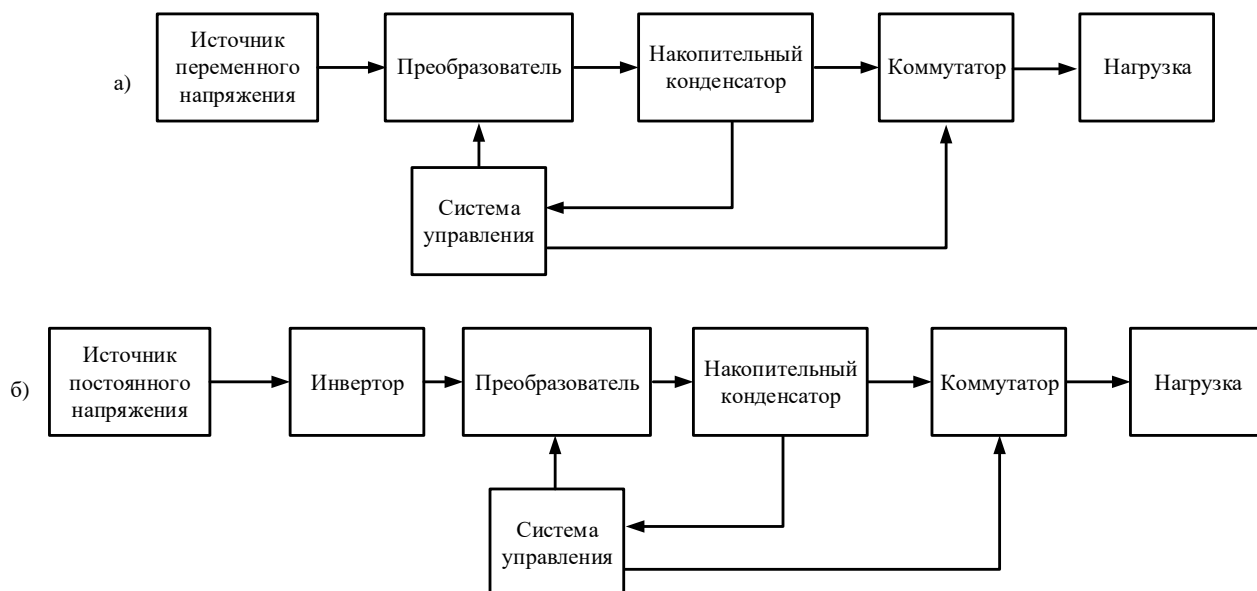 а)
Источник
переменного
напряжения
Преобразователь
Накопительный
конденсатор
Коммутатор
Нагрузка
Система
управления
б)
Источник
постоянного
напряжения
Инвертор
Преобразователь
Накопительный
конденсатор
Коммутатор
Нагрузка
Система
управления